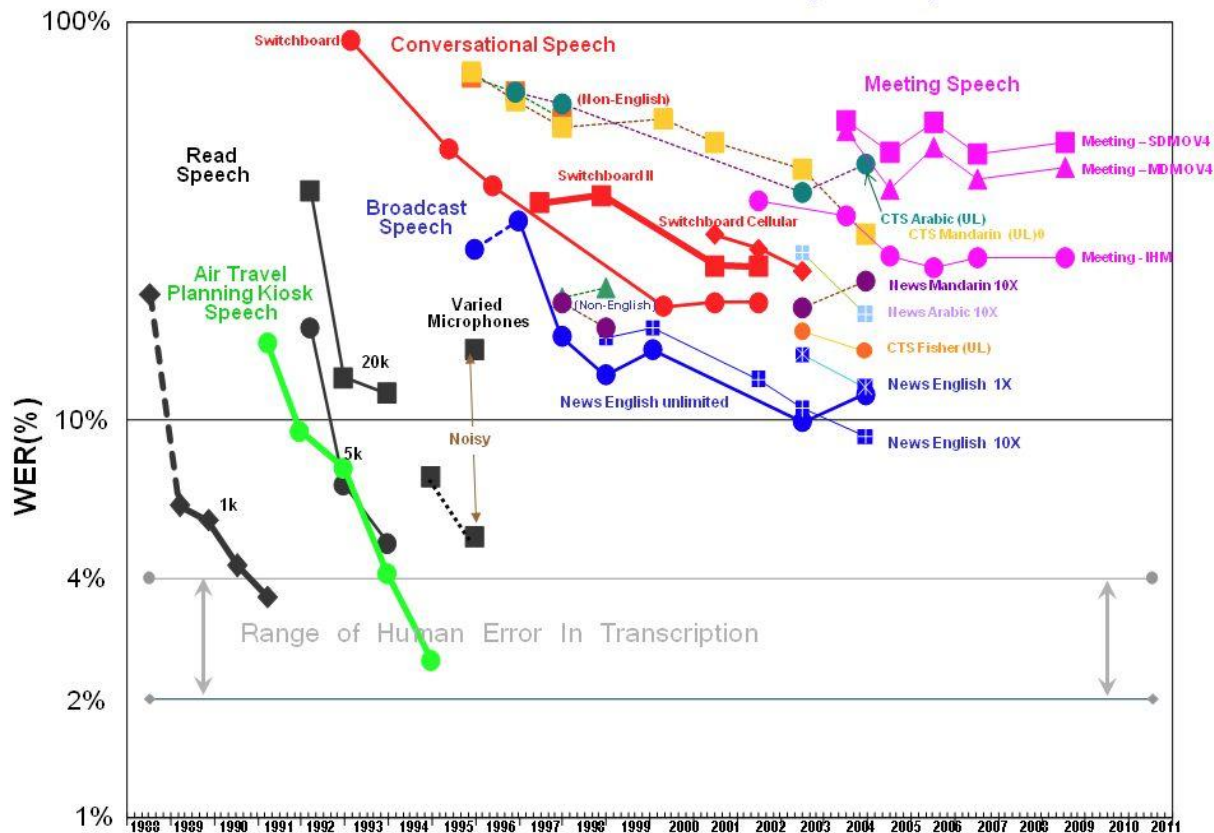 100%
Switchboard
Conversational Speech
(Non-English)
Meeting Speech
Meeting – SDM OV4
Meeting – MDM OV4
Read
Speech
Switchboard II
Broadcast
Speech
Switchboard Cellular
CTS Arabic (UL)
CTS Mandarin (UL)0
Meeting - IHM
Air Travel
Planning Kiosk
Speech
News Mandarin 10X
Varied
Microphones
(Non-English)
News Arabic 10X
CTS Fisher (UL)
20k
News English 1X
News English unlimited
10%
Noisy
News English 10X
5k
1k
WER(%)
4%
Range of Human Error In Transcription
2%
1%
1988 1989 1990 1991 1992 1993 1994 1995 1996 1997 1998 1999 2000 2001 2002 2003 2004 2005 2006 2007 2008 2009 2010 2011